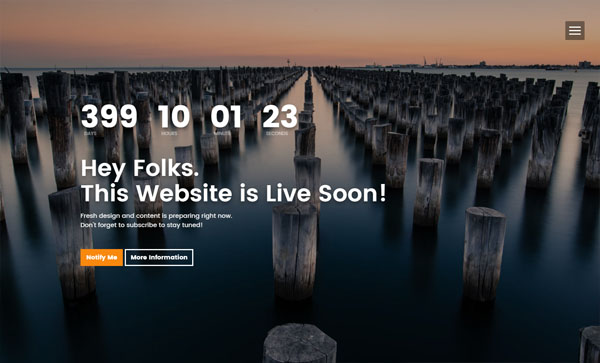 399 10 01 23
DAYS HOURS MINUTE SECONDS
Hey Folks.
This Website is Live Soon!
Fresh design and content is preparing right now.
Don't forget to subscribe to stay tuned!
Notify Me More Information